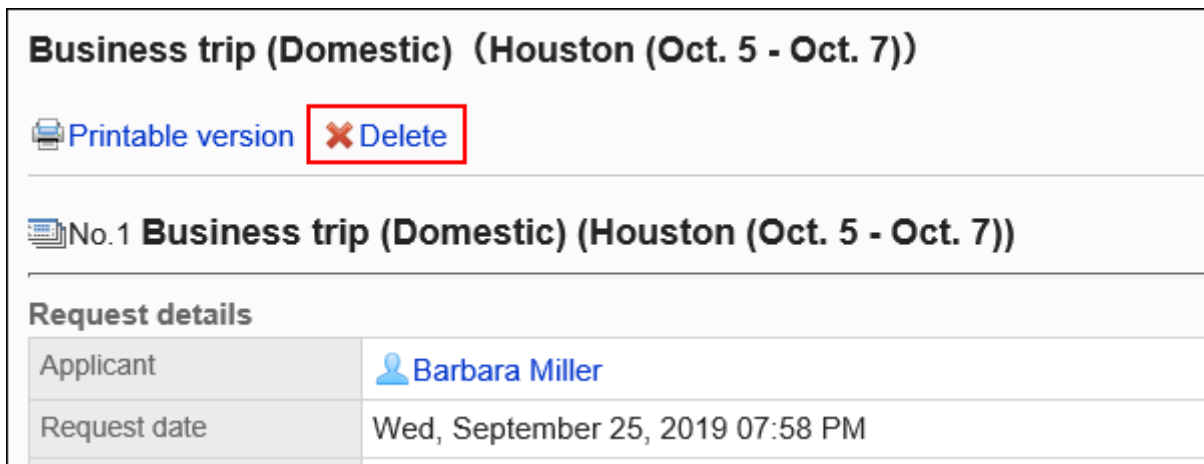 Business trip (Domestic)（Houston (Oct. 5 - Oct. 7)）
Printable version Delete
No.1 Business trip (Domestic) (Houston (Oct. 5 - Oct. 7))
Request details
Applicant Barbara Miller
Request date Wed, September 25, 2019 07:58 PM